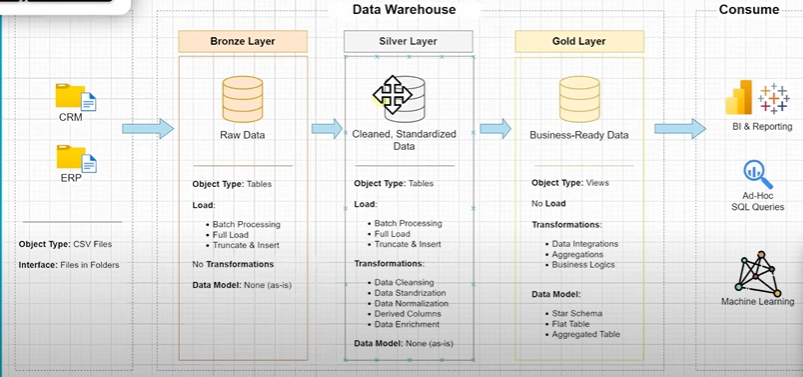 Data Warehouse
Consume
Bronze Layer
Silver Layer
Gold Layer
CRM
ERP
Object Type: CSV Files
Interface: Files in Folders
Raw Data
Object Type: Tables
Load:
• Batch Processing
• Full Load
• Truncate & Insert
No Transformations
Data Model: None (as-is)
Cleaned, Standardized
Data
Object Type: Tables
Load:
• Batch Processing
• Full Load
• Truncate & Insert
Transformations:
• Data Cleansing
• Data Standrization
• Data Normalization
• Derived Columns
• Data Enrichment
Data Model: None (as-is)
Business-Ready Data
Object Type: Views
No Load
Transformations:
• Data Integrations
• Aggregations
• Business Logics
Data Model:
• Star Schema
• Flat Table
• Aggregated Table
BI & Reporting
Ad-Hoc
SQL Queries
Machine Learning